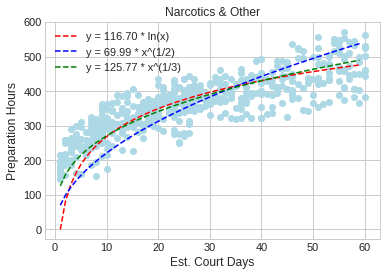 Narcotics & Other
y = 116.70 * ln(x)
y = 69.99 * x^(1/2)
y = 125.77 * x^(1/3)
600
500
400
300
200
100
0
Preparation Hours
0 10 20 30 40 50 60
Est. Court Days